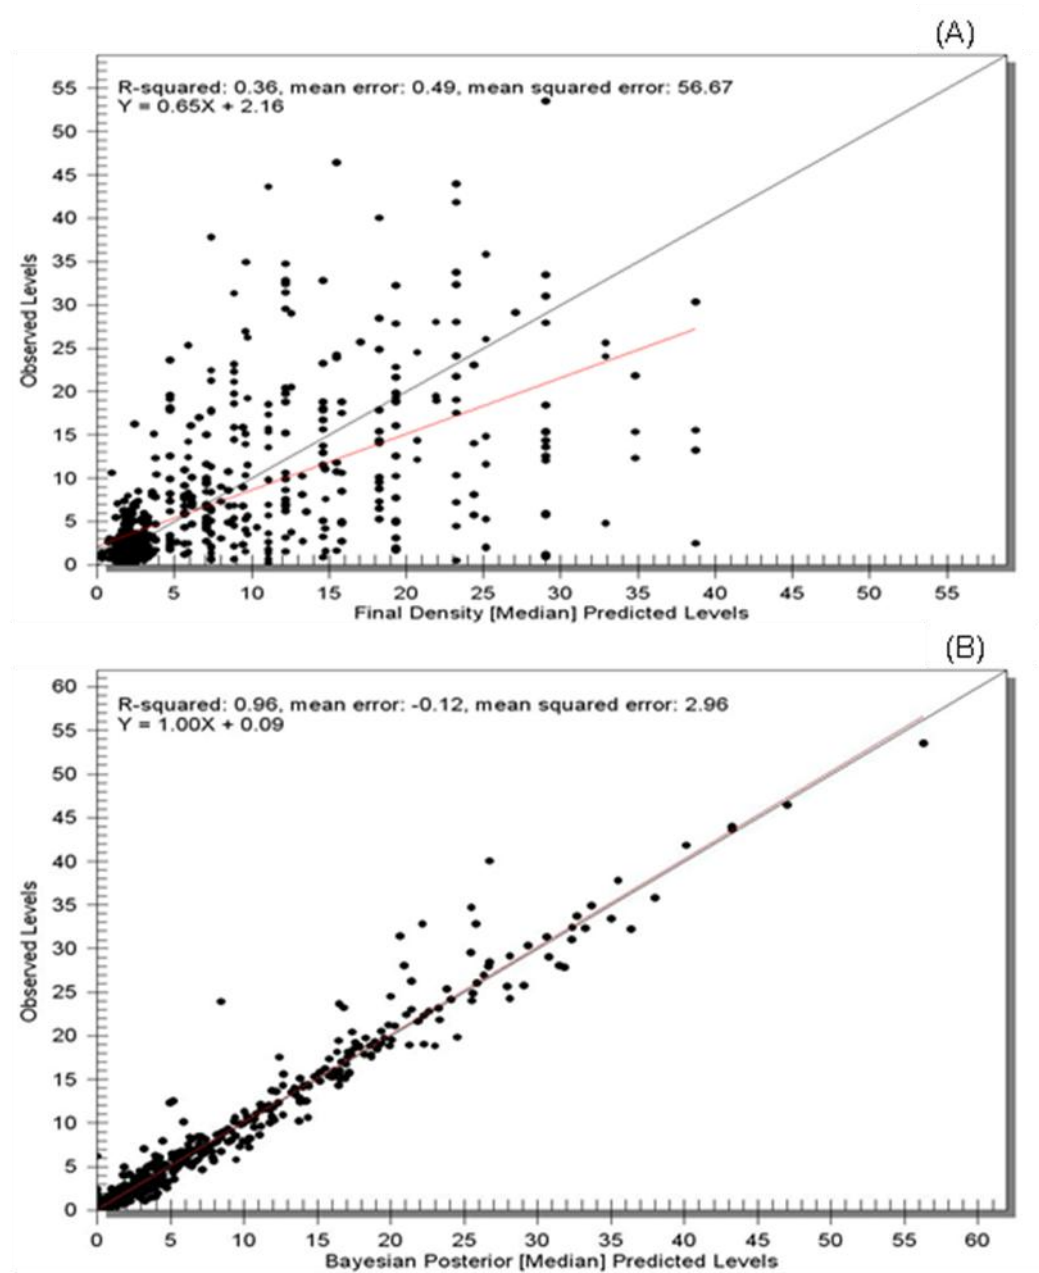 (A)
R-squared: 0.36, mean error: 0.49, mean squared error: 56.67
Y = 0.65X + 2.16
55
50
45
40
35
30
25
20
15
10
5
0
Observed Levels
0 5 10 15 20 25 30 35 40 45 50 55
Final Density [Median] Predicted Levels
(B)
R-squared: 0.96, mean error: -0.12, mean squared error: 2.96
Y = 1.00X + 0.09
60
55
50
45
40
35
30
25
20
15
10
5
0
Observed Levels
0 5 10 15 20 25 30 35 40 45 50 55 60
Bayesian Posterior [Median] Predicted Levels